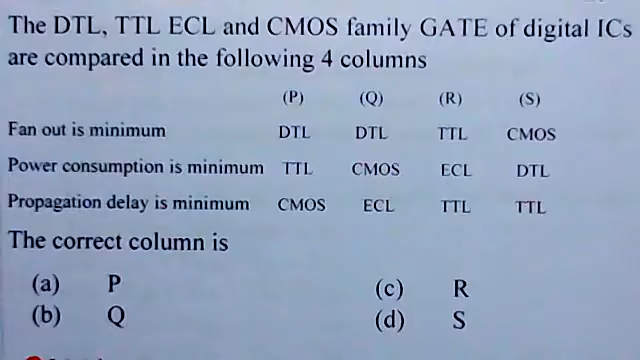 The DTL, TTL ECL and CMOS family GATE of digital ICs
are compared in the following 4 columns
(P) (Q) (R) (S)
Fan out is minimum DTL DTL TTL CMOS
Power consumption is minimum TTL CMOS ECL DTL
Propagation delay is minimum CMOS ECL TTL TTL
The correct column is
(a) P (c) R
(b) Q (d) S